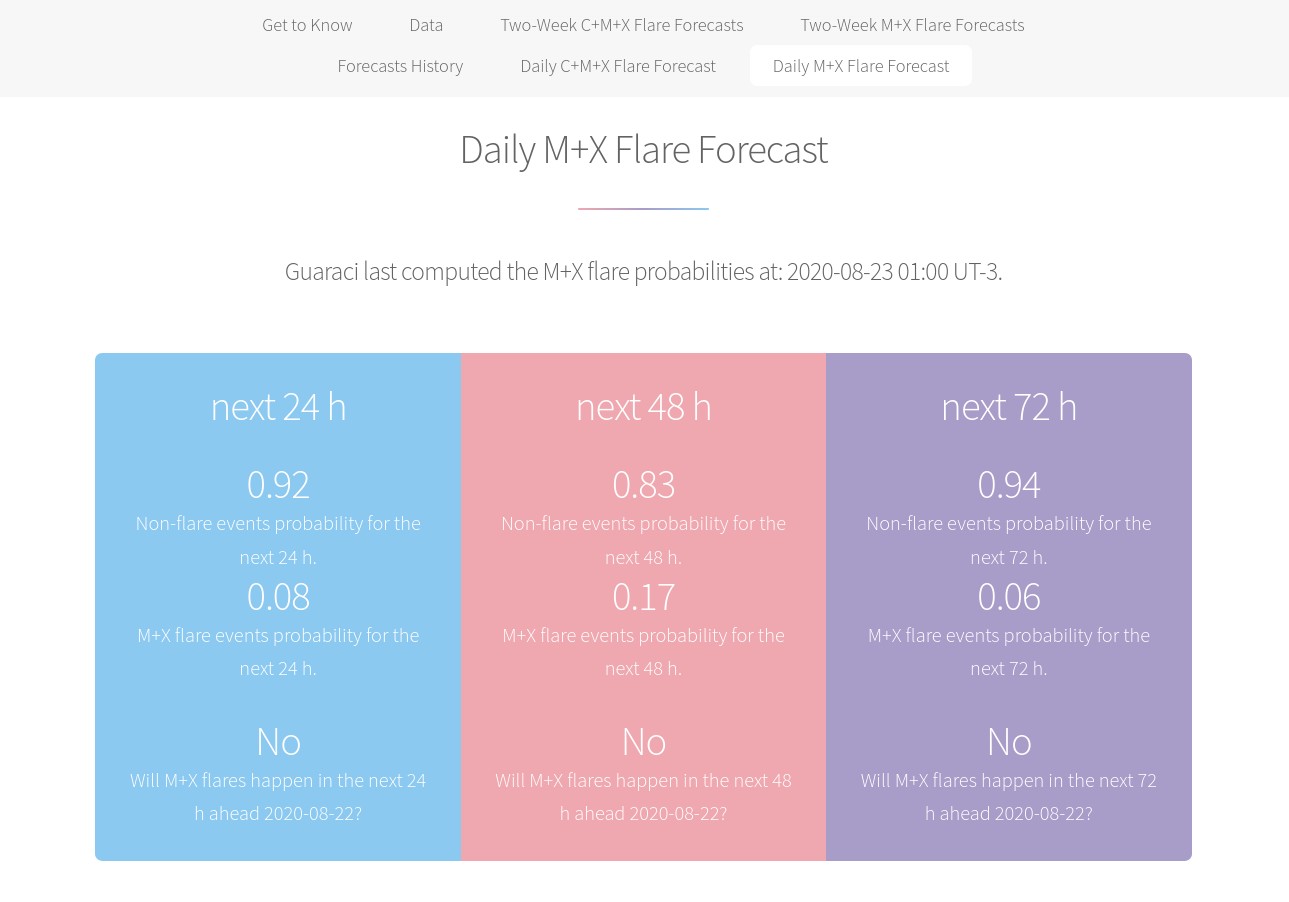 Get to Know Data Two-Week C+M+X Flare Forecasts Two-Week M+X Flare Forecasts
Forecasts History Daily C+M+X Flare Forecast Daily M+X Flare Forecast
Daily M+X Flare Forecast
Guaraci last computed the M+X flare probabilities at: 2020-08-23 01:00 UT-3.
next 24 h
0.92
Non-flare events probability for the
next 24 h.
0.08
M+X flare events probability for the
next 24 h.
No
Will M+X flares happen in the next 24
h ahead 2020-08-22?
next 48 h
0.83
Non-flare events probability for the
next 48 h.
0.17
M+X flare events probability for the
next 48 h.
No
Will M+X flares happen in the next 48
h ahead 2020-08-22?
next 72 h
0.94
Non-flare events probability for the
next 72 h.
0.06
M+X flare events probability for the
next 72 h.
No
Will M+X flares happen in the next 72
h ahead 2020-08-22?